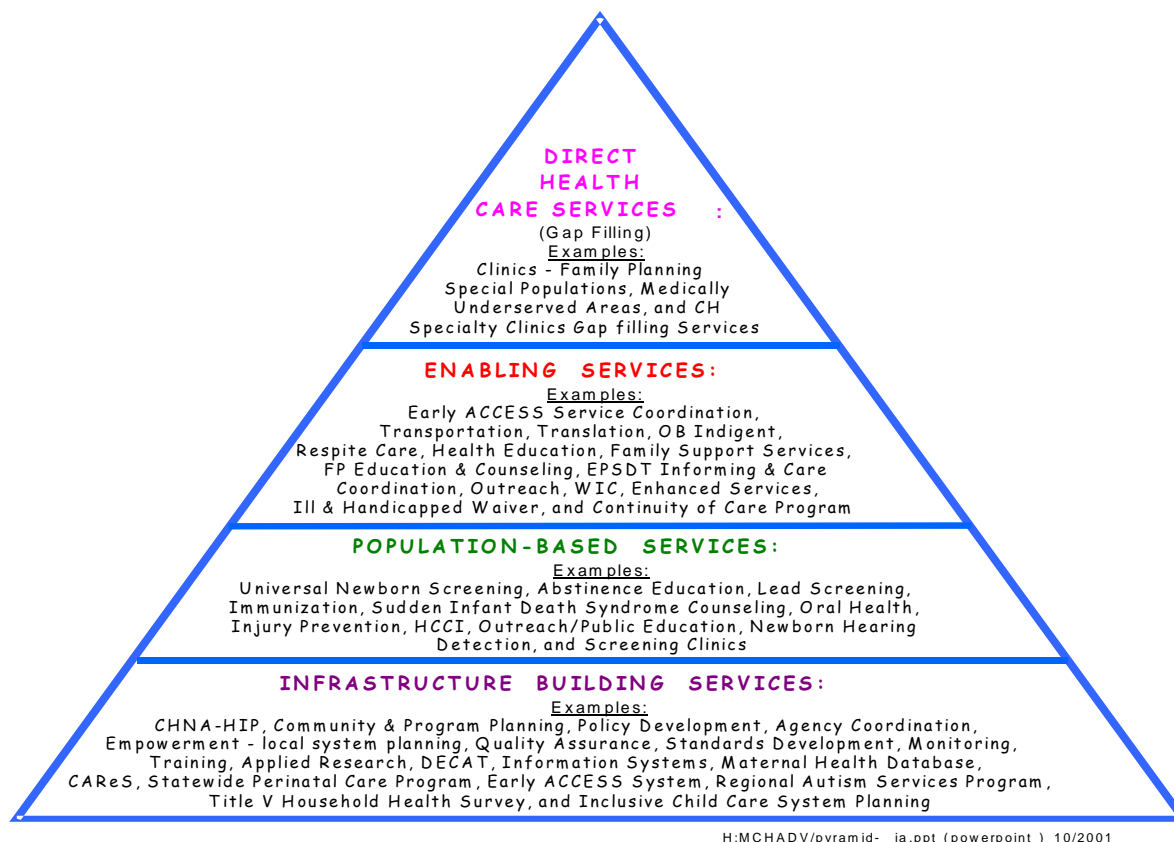 DIRECT
HEALTH
CARE SERVICES :
(Gap Filling)
Examples:
Clinics - Family Planning
Special Populations, Medically
Underserved Areas, and CH
Specialty Clinics Gap filling Services
ENABLING SERVICES:
Examples:
Early ACCESS Service Coordination,
Transportation, Translation, OB Indigent,
Respite Care, Health Education, Family Support Services,
FP Education & Counseling, EPSDT Informing & Care
Coordination, Outreach, WIC, Enhanced Services,
Ill & Handicapped Waiver, and Continuity of Care Program
POPULATION-BASED SERVICES:
Examples:
Universal Newborn Screening, Abstinence Education, Lead Screening,
Immunization, Sudden Infant Death Syndrome Counseling, Oral Health,
Injury Prevention, HCCI, Outreach/Public Education, Newborn Hearing
Detection, and Screening Clinics
INFRASTRUCTURE BUILDING SERVICES:
Examples:
CHNA-HIP, Community & Program Planning, Policy Development, Agency Coordination,
Empowerment - local system planning, Quality Assurance, Standards Development, Monitoring,
Training, Applied Research, DECAT, Information Systems, Maternal Health Database,
CAReS, Statewide Perinatal Care Program, Early ACCESS System, Regional Autism Services Program,
Title V Household Health Survey, and Inclusive Child Care System Planning
H:MCHADV/pyramid- ia.ppt (powerpoint ) 10/2001